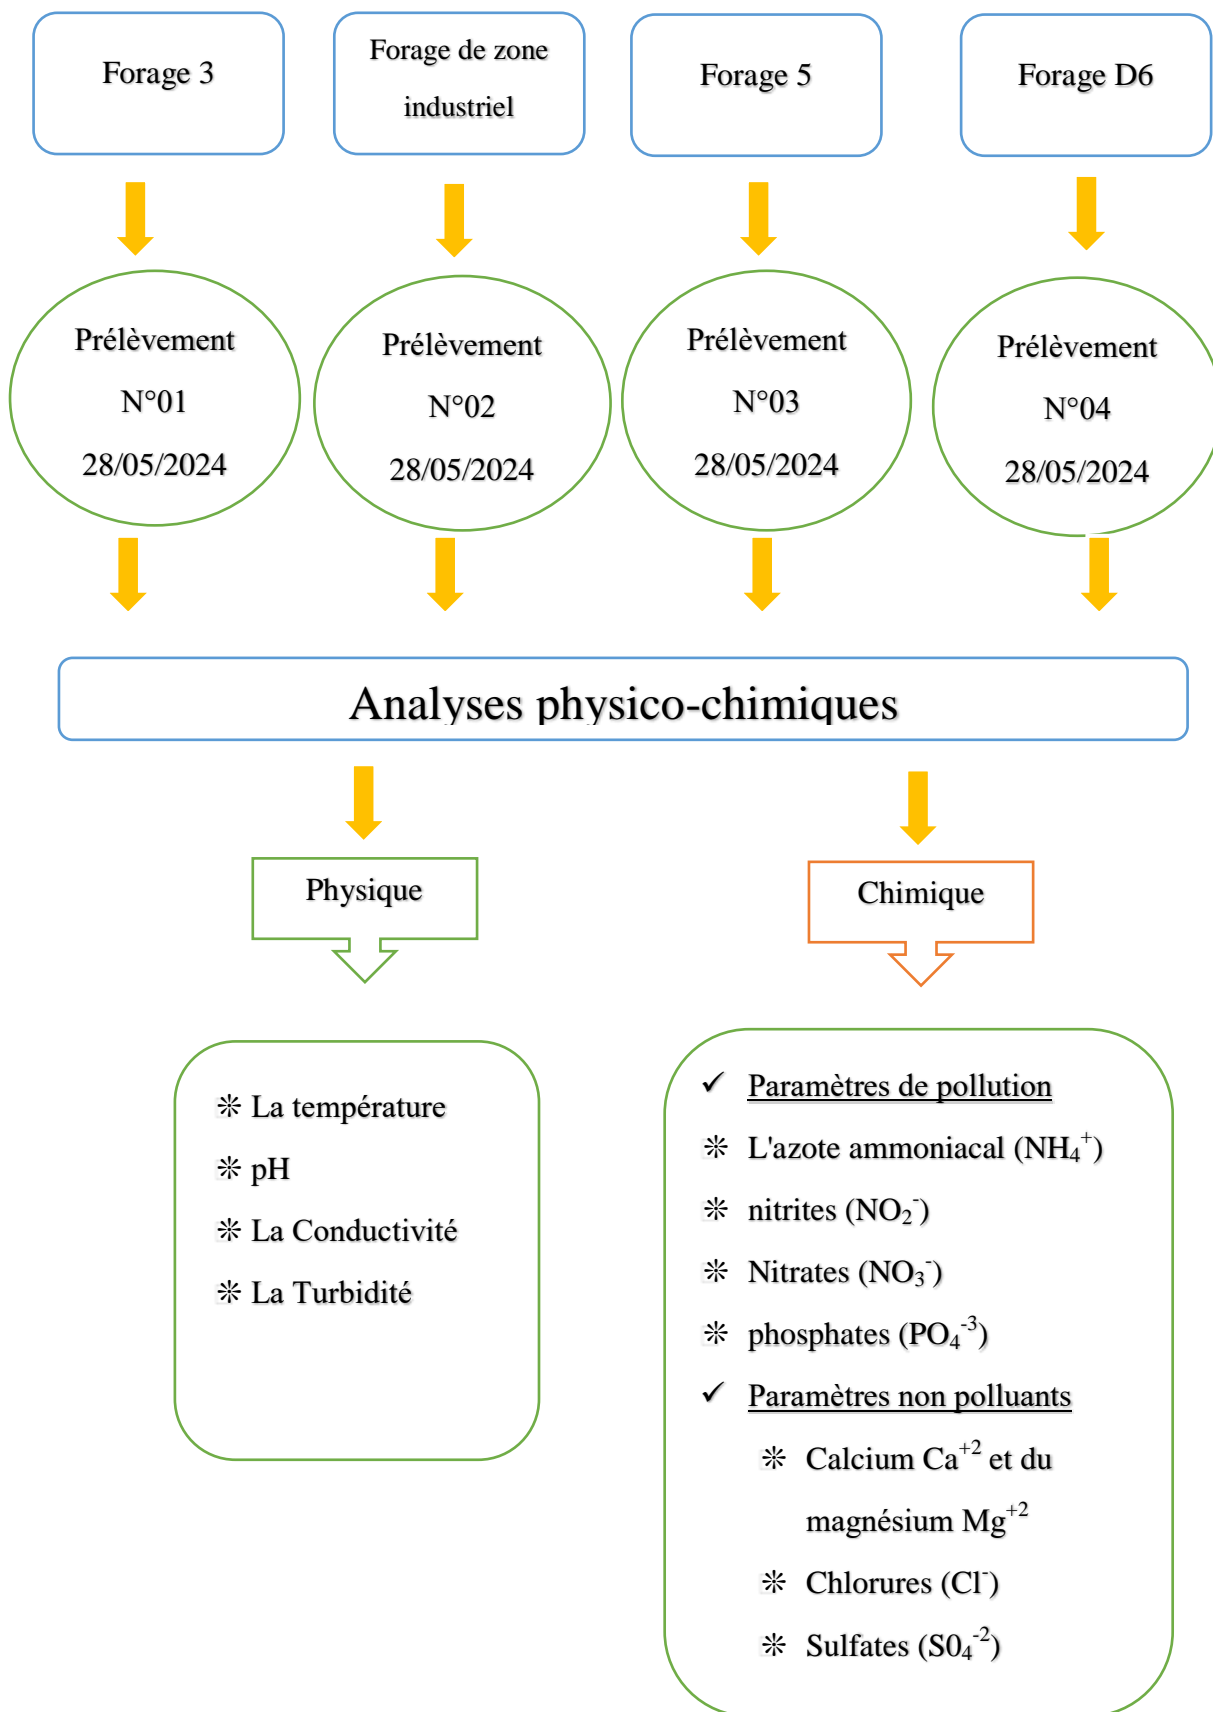 Forage 3
Forage de zone
industriel
Forage 5
Forage D6
Prélèvement
N°01
28/05/2024
Prélèvement
N°02
28/05/2024
Prélèvement
N°03
28/05/2024
Prélèvement
N°04
28/05/2024
Analyses physico-chimiques
Physique
Chimique
❊ La température
❊ pH
❊ La Conductivité
❊ La Turbidité
✓ Paramètres de pollution
❊ L'azote ammoniacal (NH₄⁺)
❊ nitrites (NO₂⁻)
❊ Nitrates (NO₃⁻)
❊ phosphates (PO₄⁻³)
✓ Paramètres non polluants
❊ Calcium Ca⁺² et du
magnésium Mg⁺²
❊ Chlorures (Cl⁻)
❊ Sulfates (S0₄⁻²)